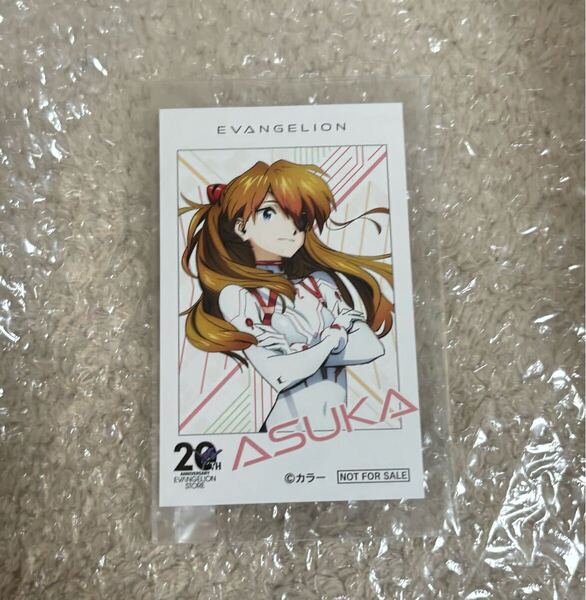 EVANGELION
ASUKA
20TH
ANNIVERSARY
EVANGELION
STORE
©カラー NOT FOR SALE